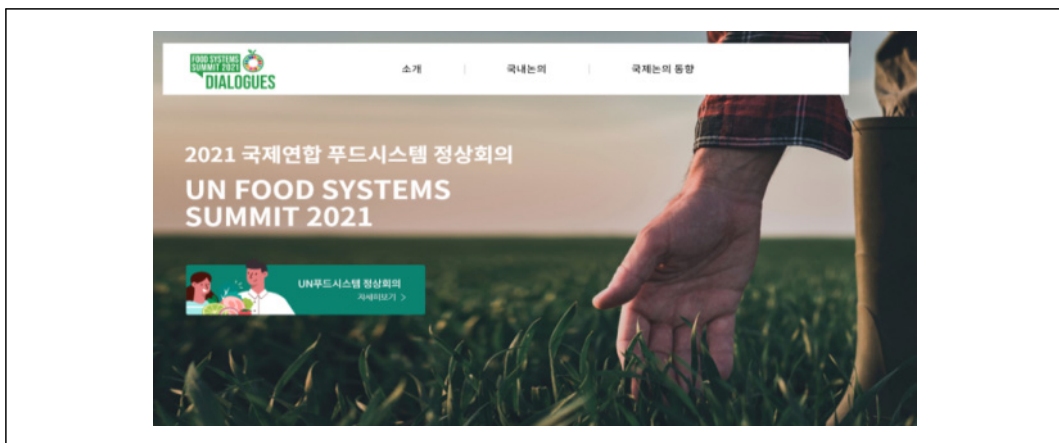 FOOD SYSTEMS
SUMMIT 2021
DIALOGUES
소개
국내논의
국제논의 동향
2021 국제연합 푸드시스템 정상회의
UN FOOD SYSTEMS
SUMMIT 2021
UN푸드시스템 정상회의
자세히보기 >